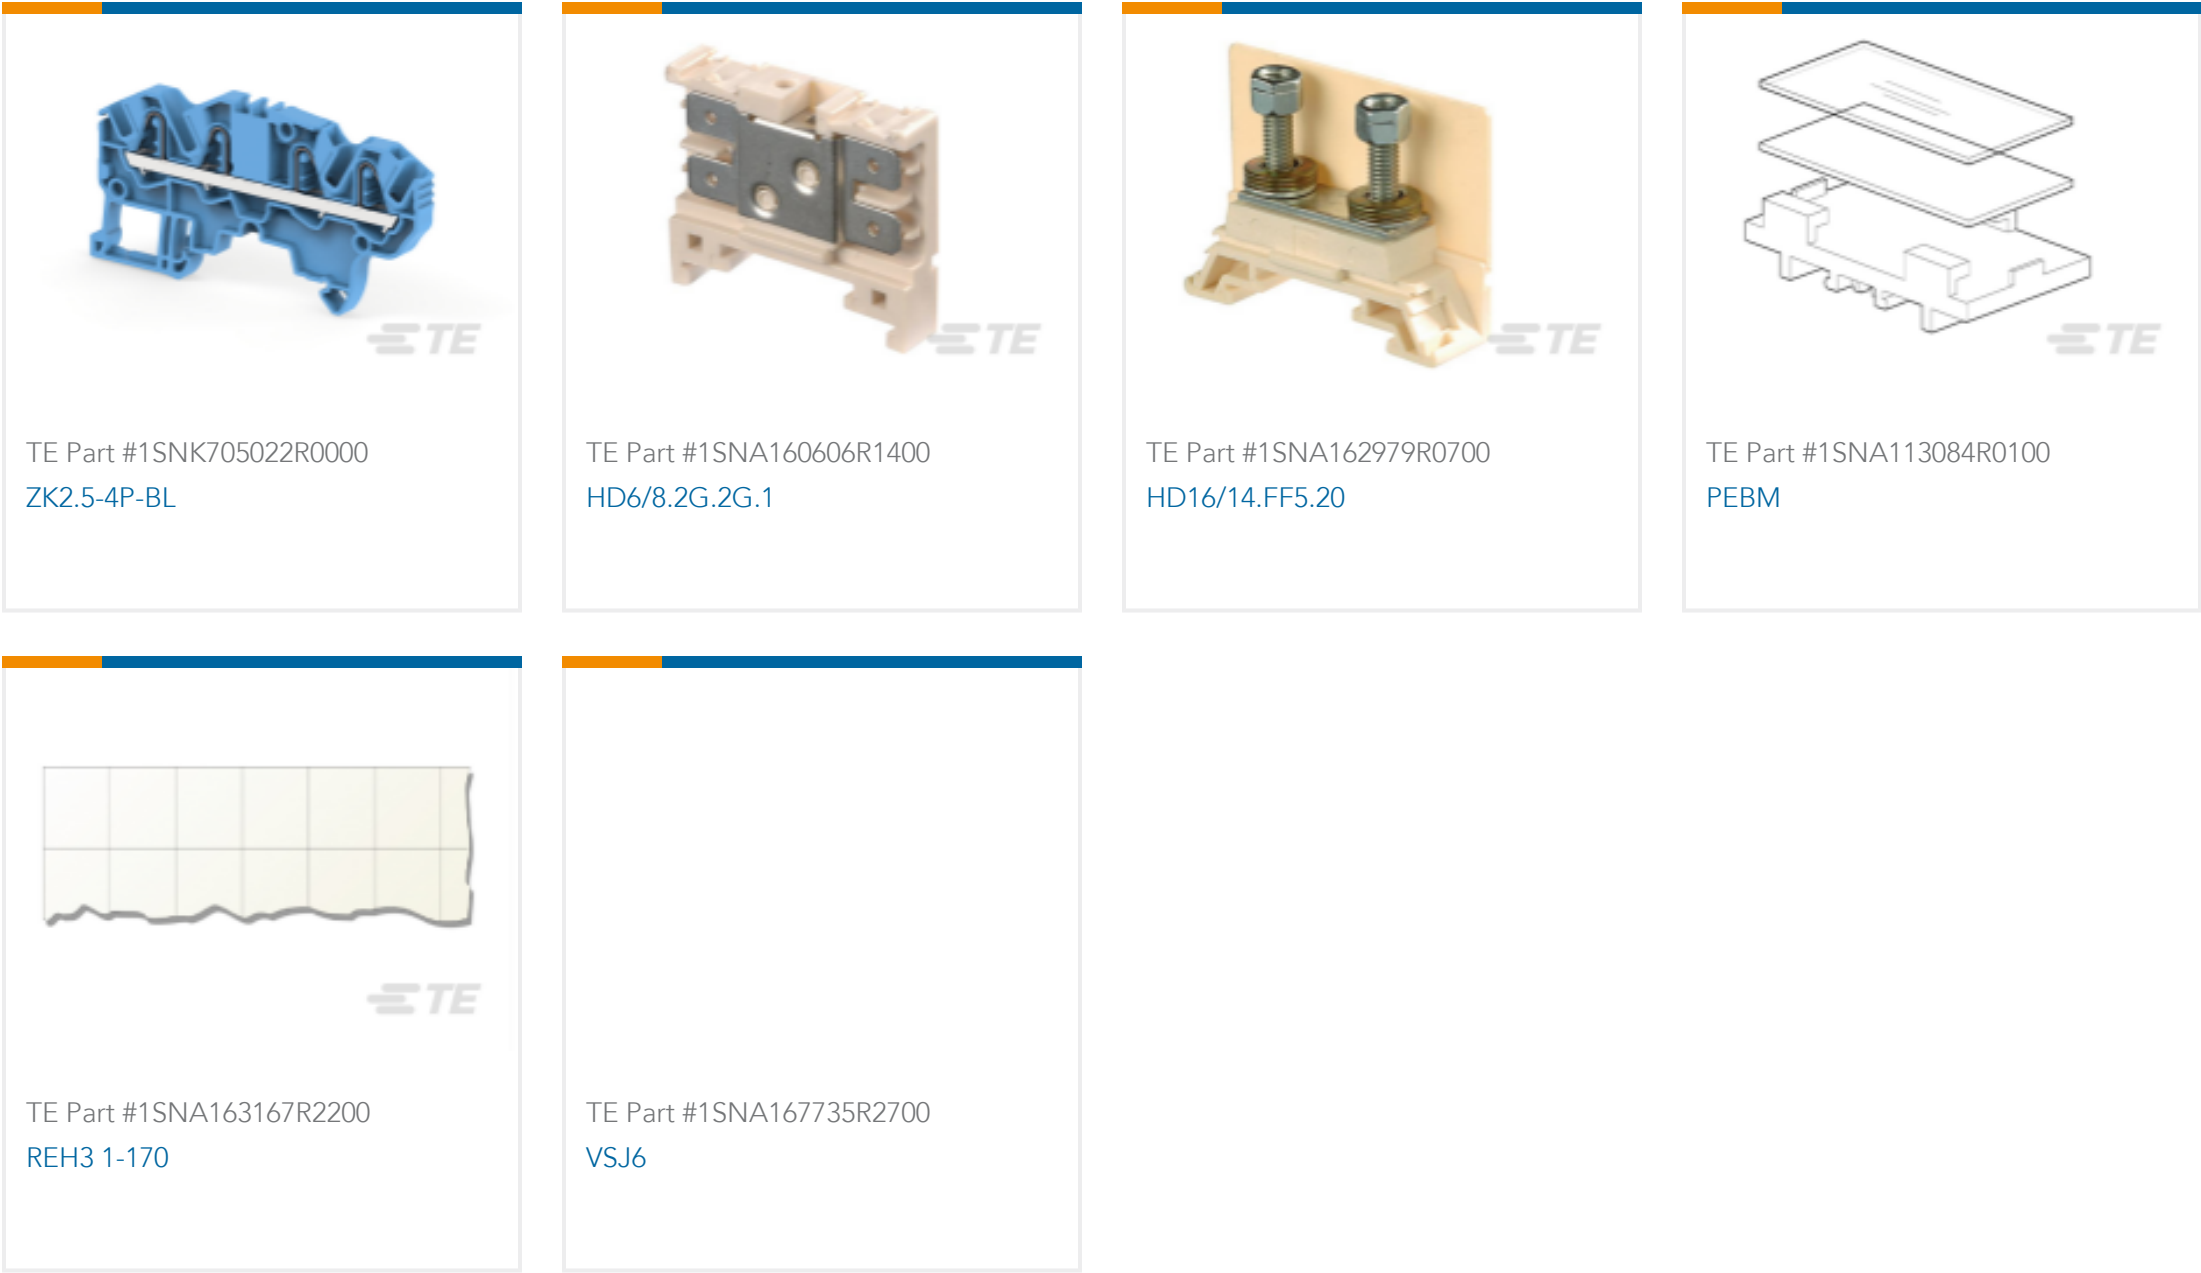 TE
TE
TE
TE
TE Part #1SNK705022R0000
ZK2.5-4P-BL
TE Part #1SNA160606R1400
HD6/8.2G.2G.1
TE Part #1SNA162979R0700
HD16/14.FF5.20
TE Part #1SNA113084R0100
PEBM
TE
TE Part #1SNA163167R2200
REH3 1-170
TE Part #1SNA167735R2700
VSJ6